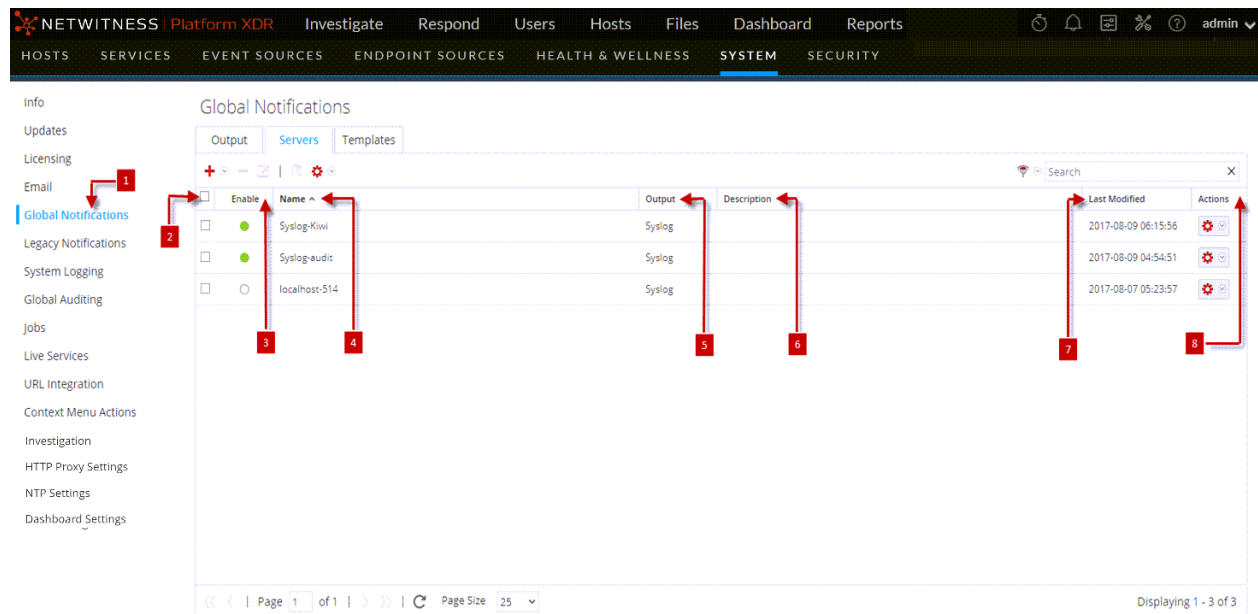 NETWITNESS Platform XDR Investigate Respond Users Hosts Files Dashboard Reports admin
HOSTS SERVICES EVENT SOURCES ENDPOINT SOURCES HEALTH & WELLNESS SYSTEM SECURITY
Info
Updates
Licensing
Email
Global Notifications
Legacy Notifications
System Logging
Global Auditing
Jobs
Live Services
URL Integration
Context Menu Actions
Investigation
HTTP Proxy Settings
NTP Settings
Dashboard Settings
1
2
Global Notifications
Output Servers Templates
Search X
Enable Name Output Description Last Modified Actions
Syslog-Kiwi Syslog 2017-08-09 06:15:56
Syslog-audit Syslog 2017-08-09 04:54:51
localhost-514 Syslog 2017-08-07 05:23:57
3 4 5 6 7 8
Page 1 of 1 Page Size 25 Displaying 1 - 3 of 3